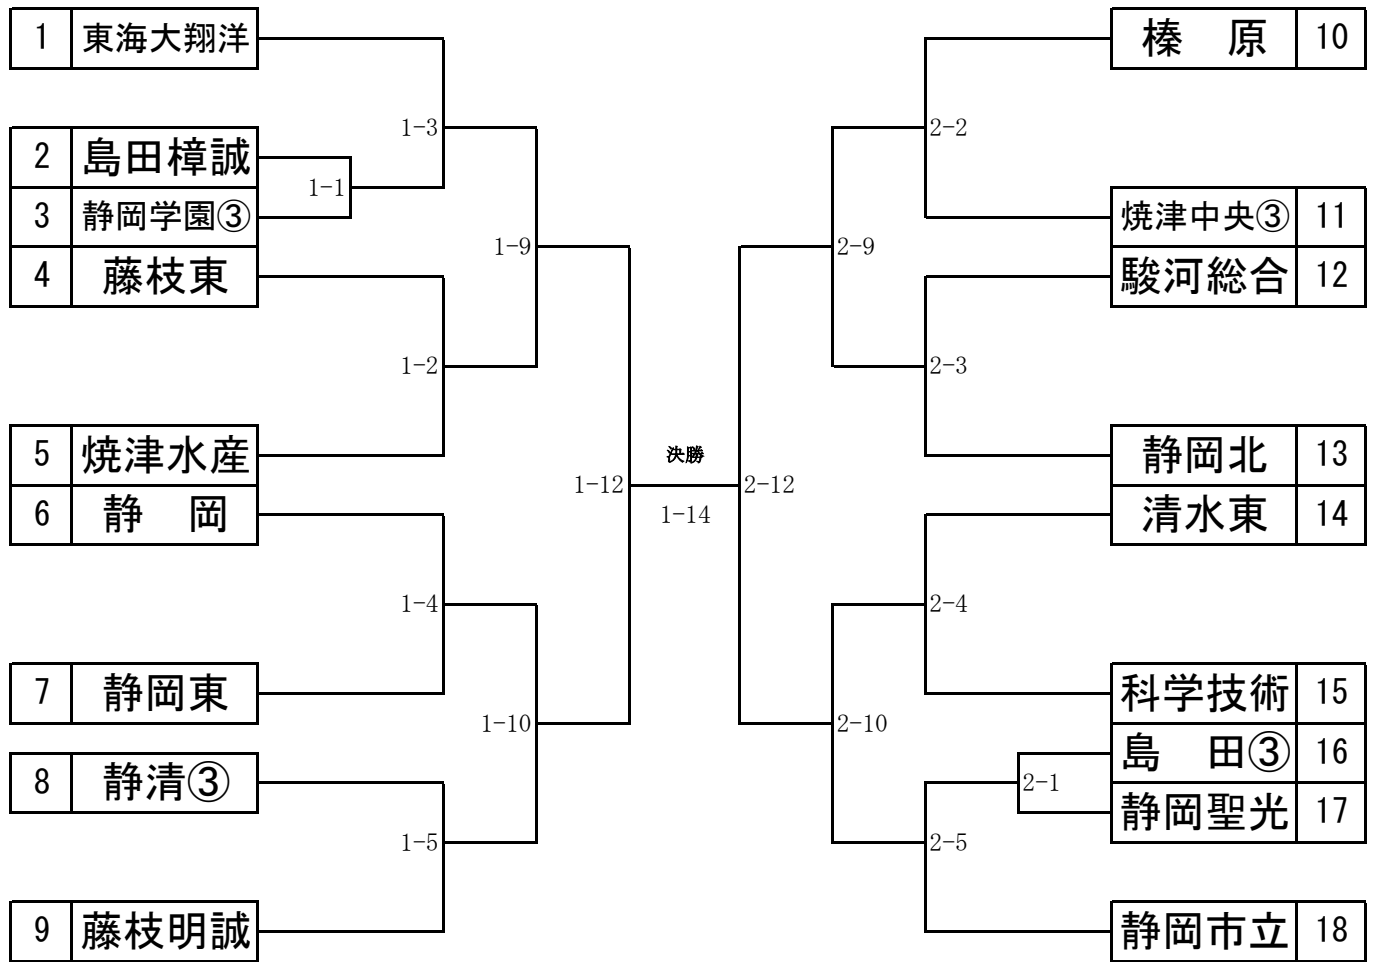 1 東海大翔洋
2 島田樟誠
3 静岡学園③
4 藤枝東
5 焼津水産
6 静　岡
7 静岡東
8 静清③
9 藤枝明誠
1-3
1-1
1-2
1-4
1-5
1-9
1-10
1-12
決勝
1-14
2-12
2-9
2-10
2-2
2-3
2-4
2-1
2-5
榛　原 10
焼津中央③ 11
駿河総合 12
静岡北 13
清水東 14
科学技術 15
島　田③ 16
静岡聖光 17
静岡市立 18